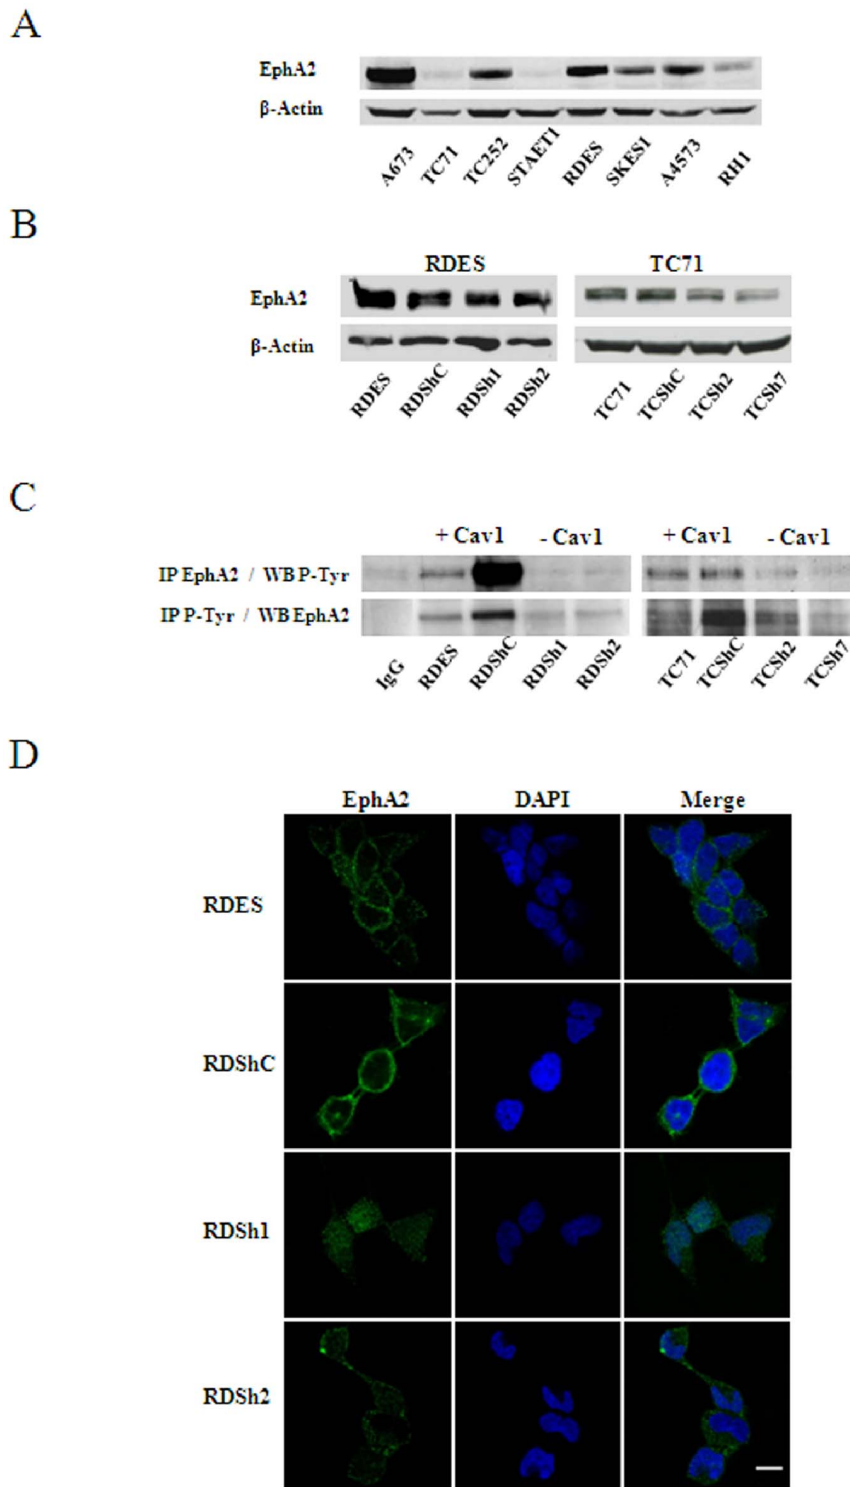 A
EphA2
β-Actin
A673 TC71 TC252 STAET1 RDES SKES1 A4573 RH1
B
RDES TC71
EphA2
β-Actin
RDES RDShC RDSh1 RDSh2 TC71 TCShC TCSh2 TCSh7
C
+ Cav1 - Cav1 + Cav1 - Cav1
IP EphA2 / WB P-Tyr
IP P-Tyr / WB EphA2
IgG RDES RDShC RDSh1 RDSh2 TC71 TCShC TCSh2 TCSh7
D
EphA2 DAPI Merge
RDES
RDShC
RDSh1
RDSh2